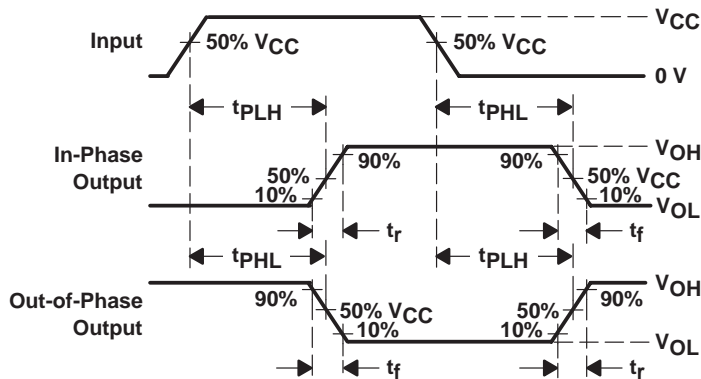 VCC
Input
50% VCC
50% VCC
0 V
tPLH
tPHL
In-Phase
Output
VOH
90%
90%
50%
50% VCC
10%
10%
VOL
tr
tf
tPHL
tPLH
Out-of-Phase
Output
VOH
90%
90%
50% VCC
50%
10%
10%
VOL
tf
tr